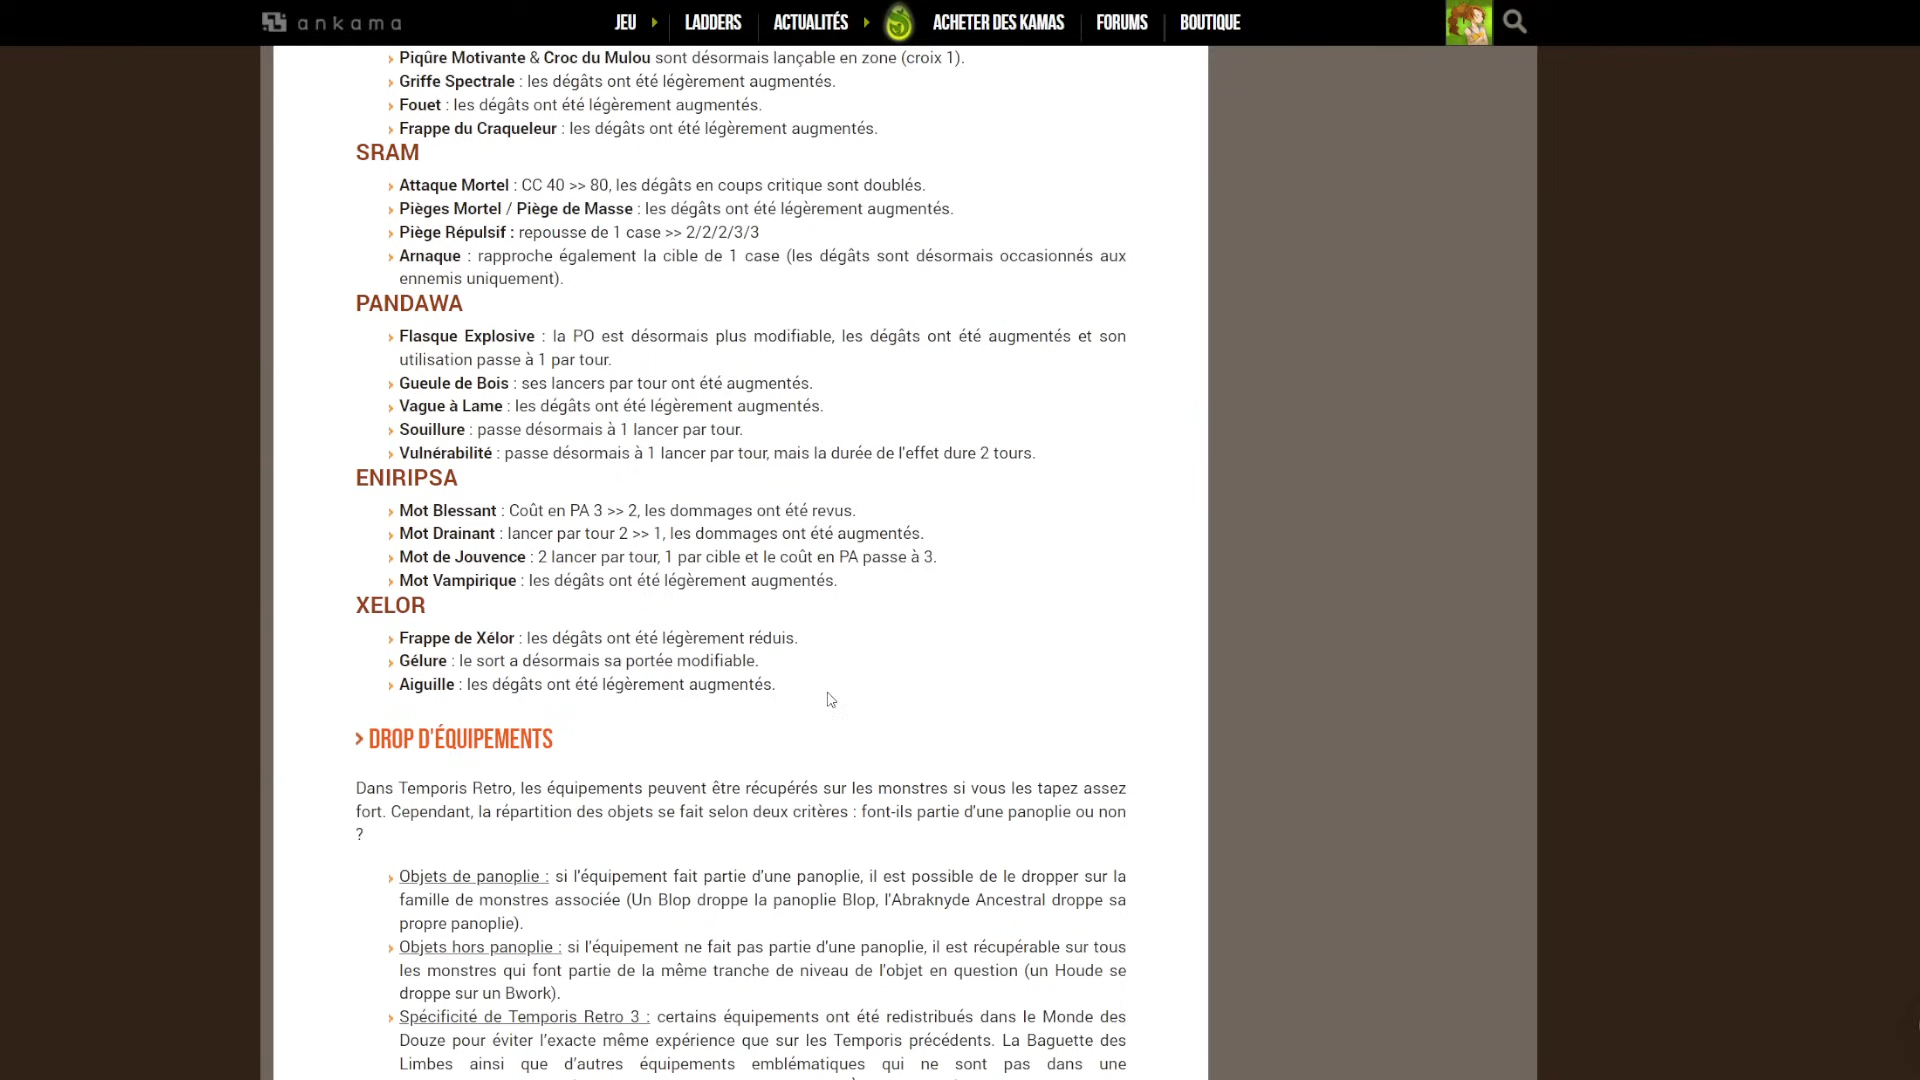 ankama
JEU
LADDERS
ACTUALITÉS
ACHETER DES KAMAS
FORUMS
BOUTIQUE
Piqûre Motivante & Croc du Mulou sont désormais lançable en zone (croix 1).
Griffe Spectrale : les dégâts ont été légèrement augmentés.
Fouet : les dégâts ont été légèrement augmentés.
Frappe du Craqueleur : les dégâts ont été légèrement augmentés.
SRAM
Attaque Mortel : CC 40 >> 80, les dégâts en coups critique sont doublés.
Pièges Mortel / Piège de Masse : les dégâts ont été légèrement augmentés.
Piège Répulsif : repousse de 1 case >> 2/2/2/3/3
Arnaque : rapproche également la cible de 1 case (les dégâts sont désormais occasionnés aux
ennemis uniquement).
PANDAWA
Flasque Explosive : la PO est désormais plus modifiable, les dégâts ont été augmentés et son
utilisation passe à 1 par tour.
Gueule de Bois : ses lancers par tour ont été augmentés.
Vague à Lame : les dégâts ont été légèrement augmentés.
Souillure : passe désormais à 1 lancer par tour.
Vulnérabilité : passe désormais à 1 lancer par tour, mais la durée de l'effet dure 2 tours.
ENIRIPSA
Mot Blessant : Coût en PA 3 >> 2, les dommages ont été revus.
Mot Drainant : lancer par tour 2 >> 1, les dommages ont été augmentés.
Mot de Jouvence : 2 lancer par tour, 1 par cible et le coût en PA passe à 3.
Mot Vampirique : les dégâts ont été légèrement augmentés.
XELOR
Frappe de Xélor : les dégâts ont été légèrement réduis.
Gélure : le sort a désormais sa portée modifiable.
Aiguille : les dégâts ont été légèrement augmentés.
> DROP D'ÉQUIPEMENTS
Dans Temporis Retro, les équipements peuvent être récupérés sur les monstres si vous les tapez assez
fort. Cependant, la répartition des objets se fait selon deux critères : font-ils partie d'une panoplie ou non
?
Objets de panoplie : si l'équipement fait partie d'une panoplie, il est possible de le dropper sur la
famille de monstres associée (Un Blop droppe la panoplie Blop, l'Abraknyde Ancestral droppe sa
propre panoplie).
Objets hors panoplie : si l'équipement ne fait pas partie d'une panoplie, il est récupérable sur tous
les monstres qui font partie de la même tranche de niveau de l'objet en question (un Houde se
droppe sur un Bwork).
Spécificité de Temporis Retro 3 : certains équipements ont été redistribués dans le Monde des
Douze pour éviter l'exacte même expérience que sur les Temporis précédents. La Baguette des
Limbes ainsi que d'autres équipements emblématiques qui ne sont pas dans une